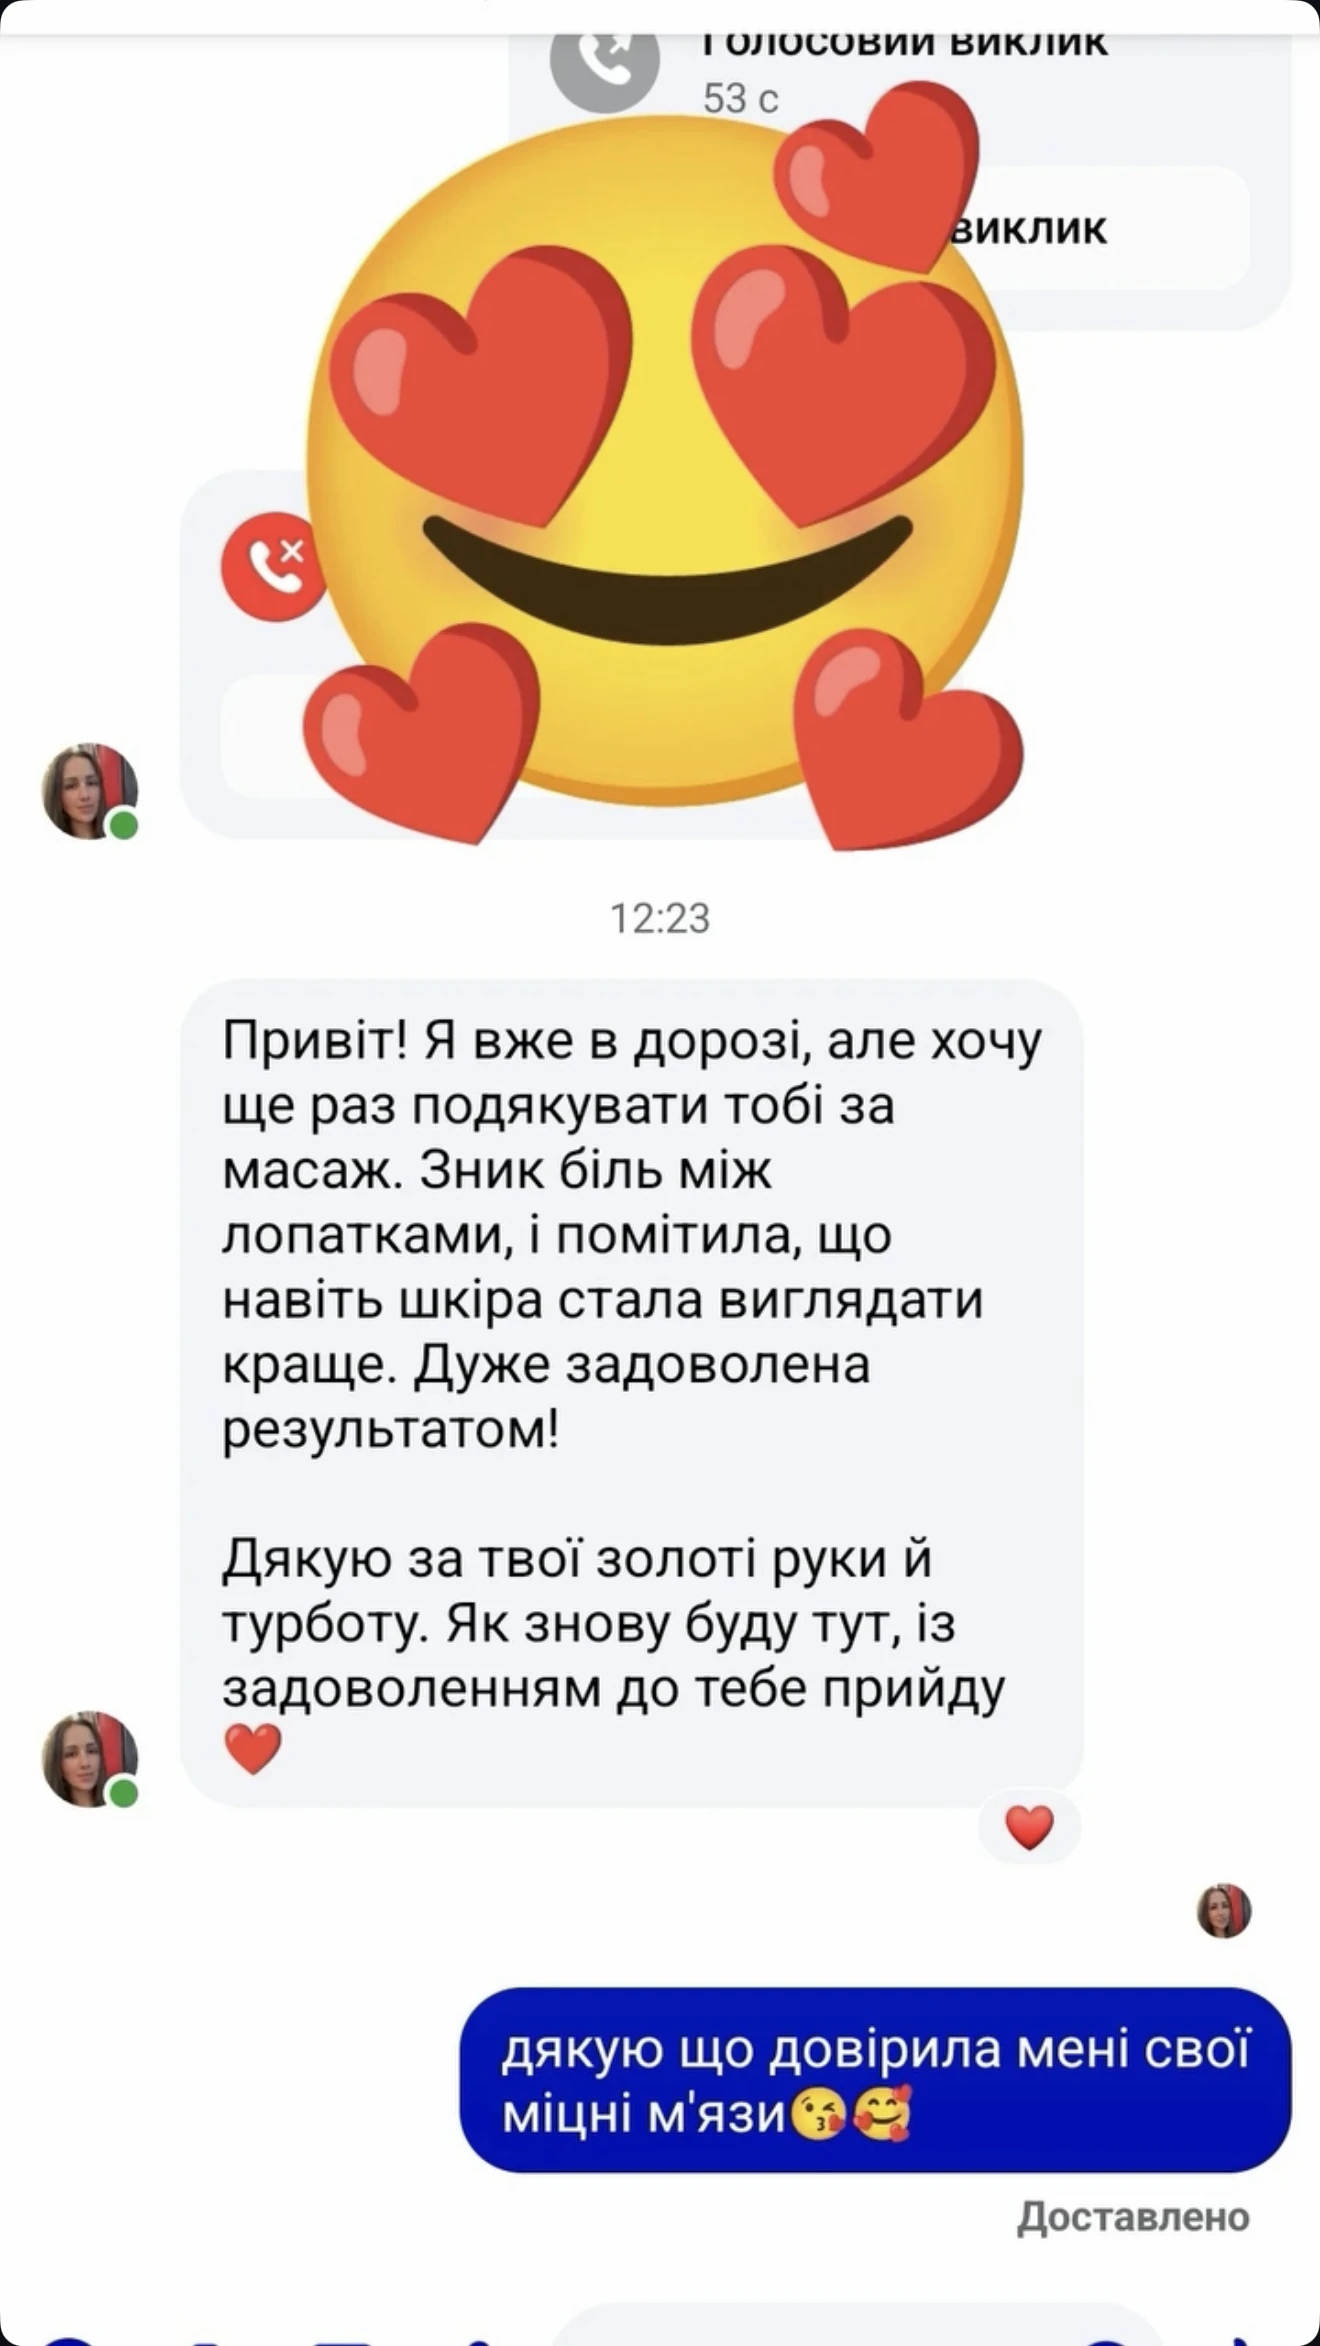 Голосовий виклик
53 с
виклик
12:23
Привіт! Я вже в дорозі, але хочу
ще раз подякувати тобі за
масаж. Зник біль між
лопатками, і помітила, що
навіть шкіра стала виглядати
краще. Дуже задоволена
результатом!
Дякую за твої золоті руки й
турботу. Як знову буду тут, із
задоволенням до тебе прийду
❤️
❤️
дякую що довірила мені свої
міцні м'язи😘🥰
Доставлено